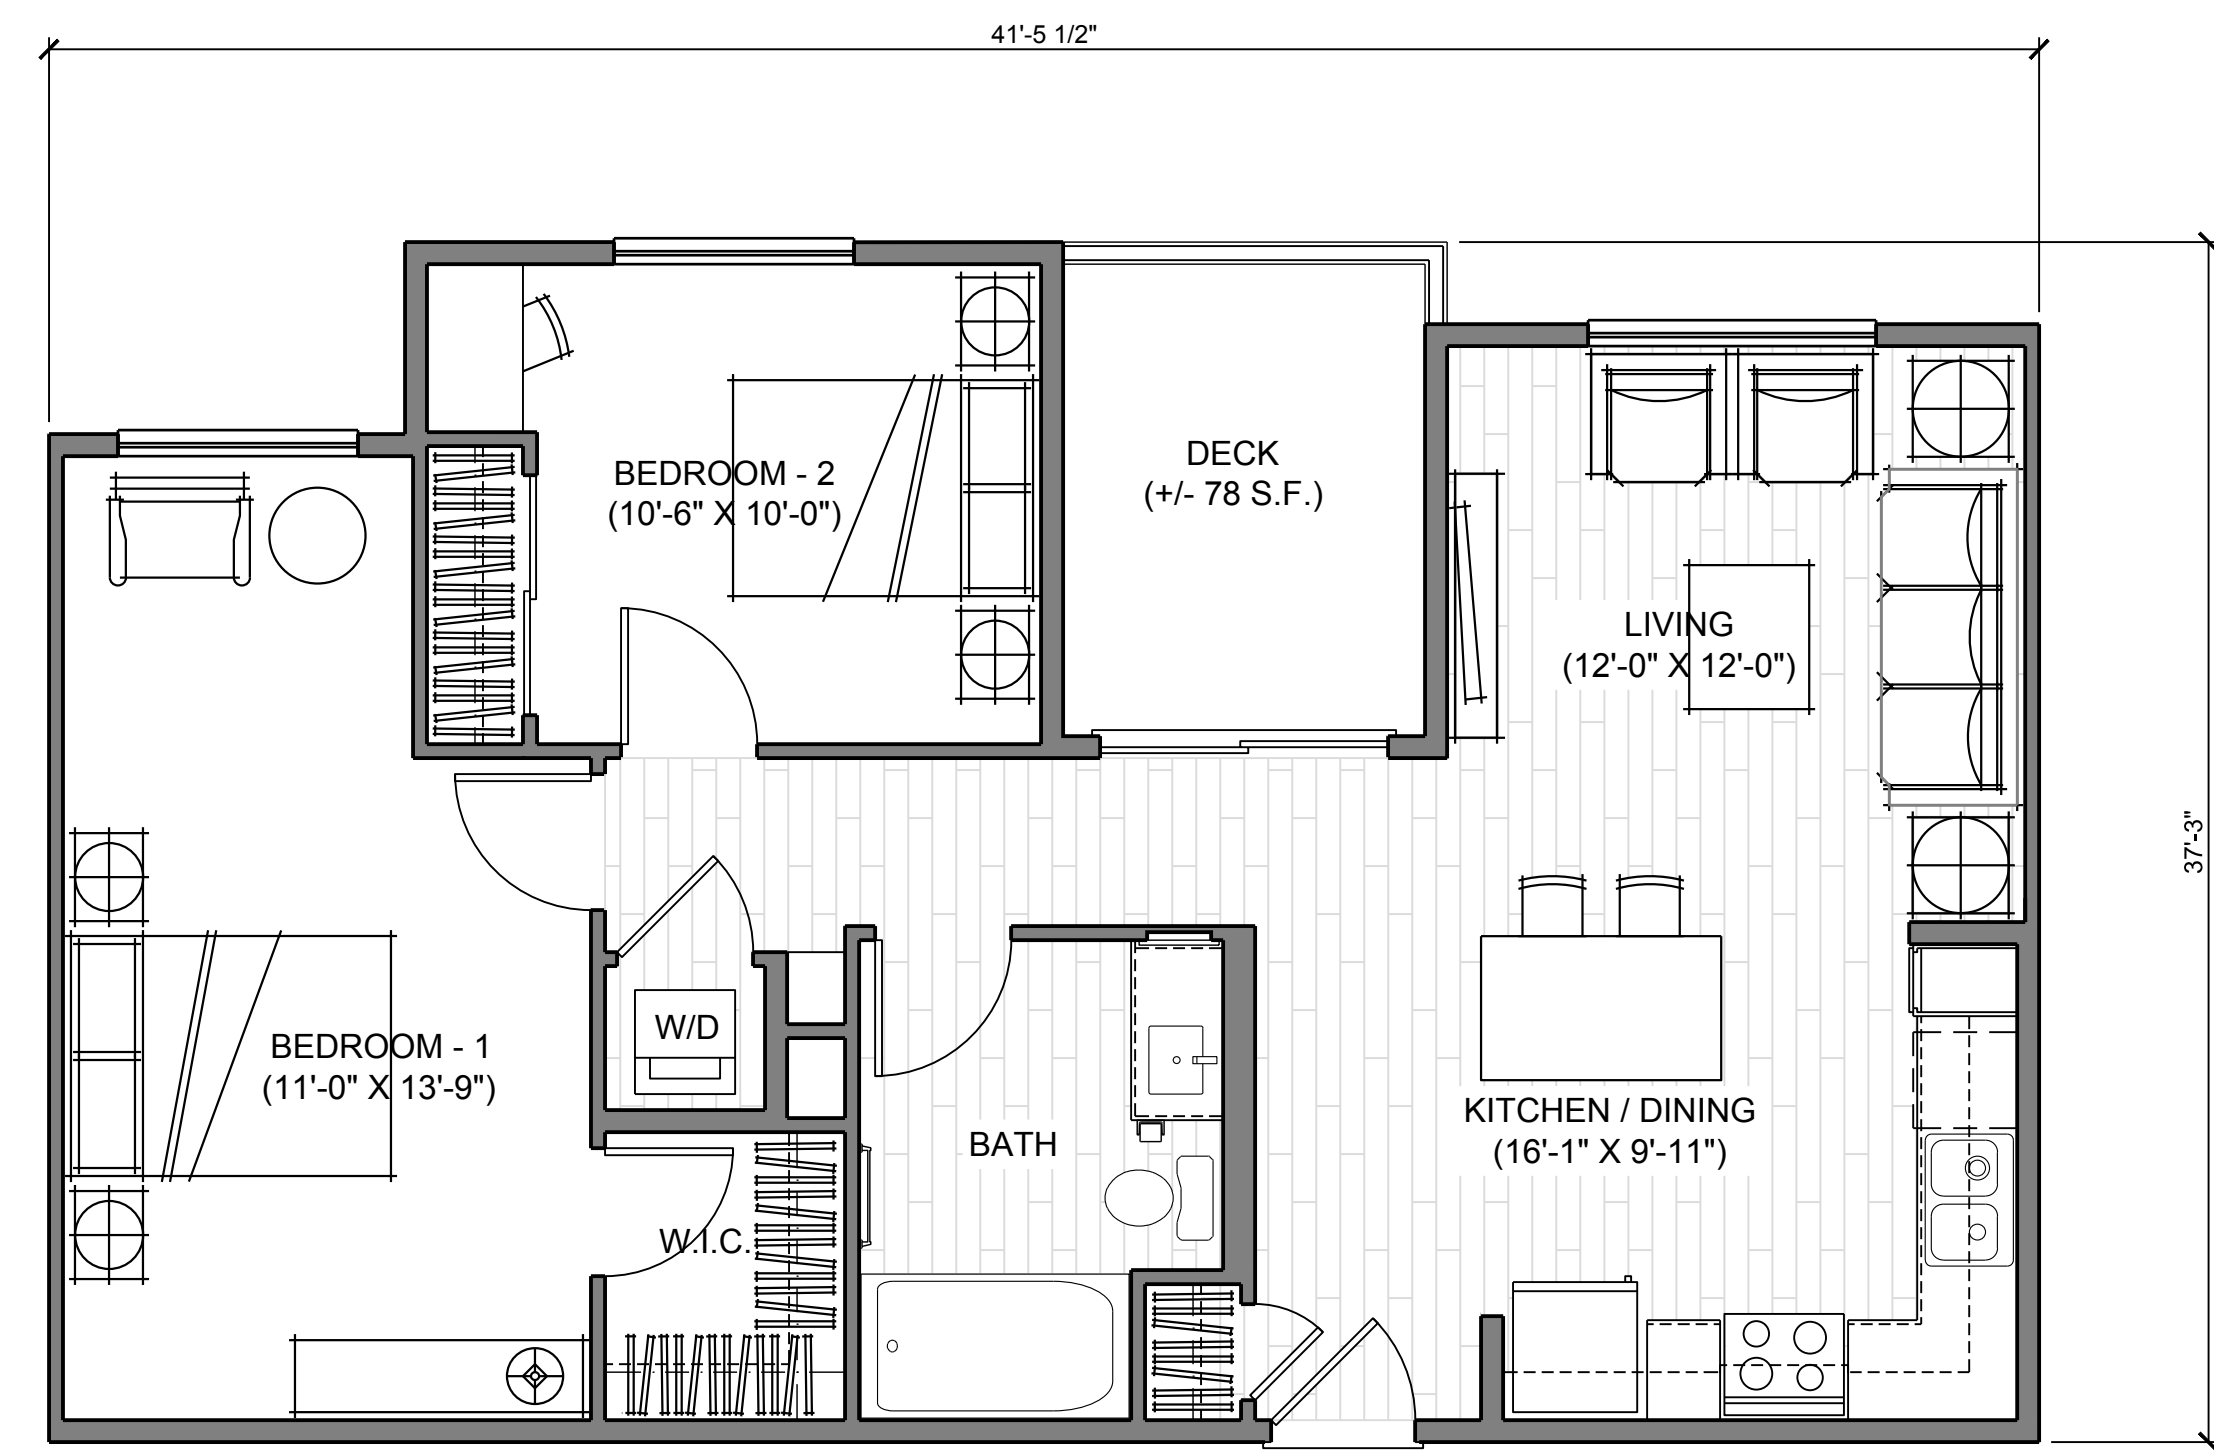 41'-5 1/2"
BEDROOM - 2
(10'-6" X 10'-0")
DECK
(+/- 78 S.F.)
LIVING
(12'-0" X 12'-0")
37'-3"
W/D
BEDROOM - 1
(11'-0" X 13'-9")
KITCHEN / DINING
(16'-1" X 9'-11")
BATH
W.I.C.